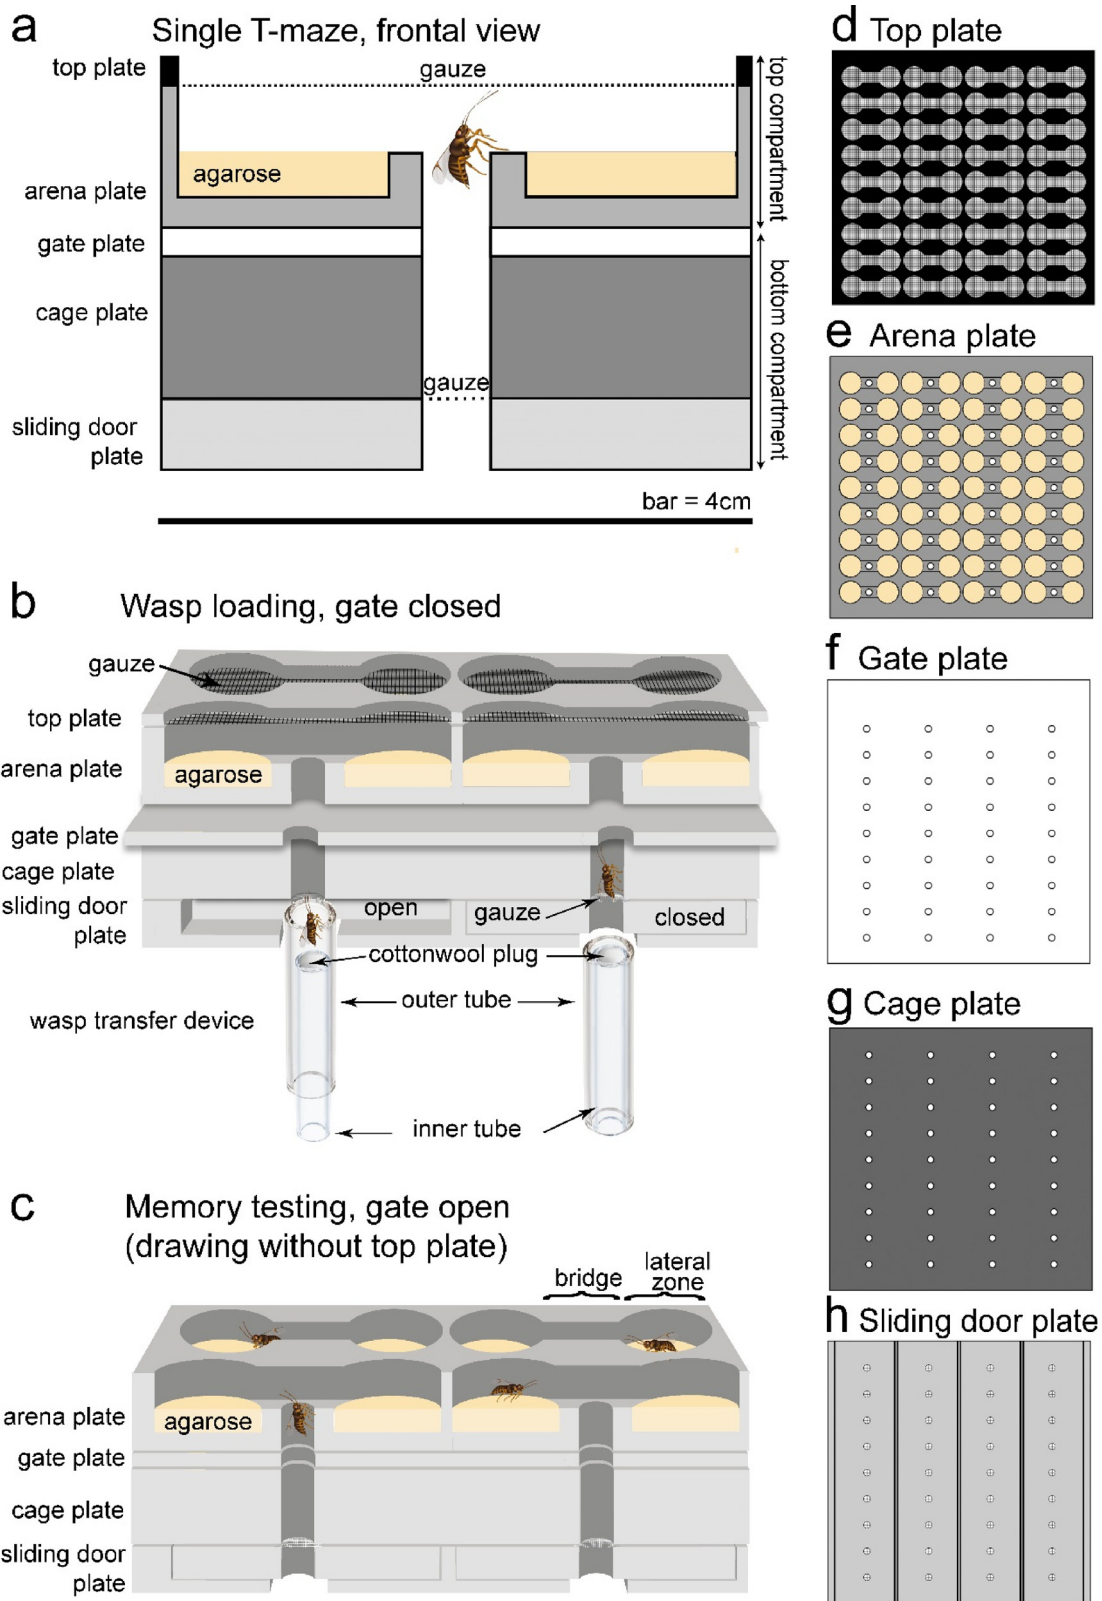 a
Single T-maze, frontal view
top plate
gauze
top compartment
agarose
arena plate
gate plate
bottom compartment
cage plate
gauze
sliding door
plate
bar = 4cm
b
Wasp loading, gate closed
gauze
top plate
arena plate
agarose
gate plate
cage plate
sliding door
plate
open
gauze
closed
cottonwool plug
outer tube
wasp transfer device
inner tube
c
Memory testing, gate open
(drawing without top plate)
bridge
lateral
zone
arena plate
agarose
gate plate
cage plate
sliding door
plate
d
Top plate
e
Arena plate
f
Gate plate
g
Cage plate
h
Sliding door plate